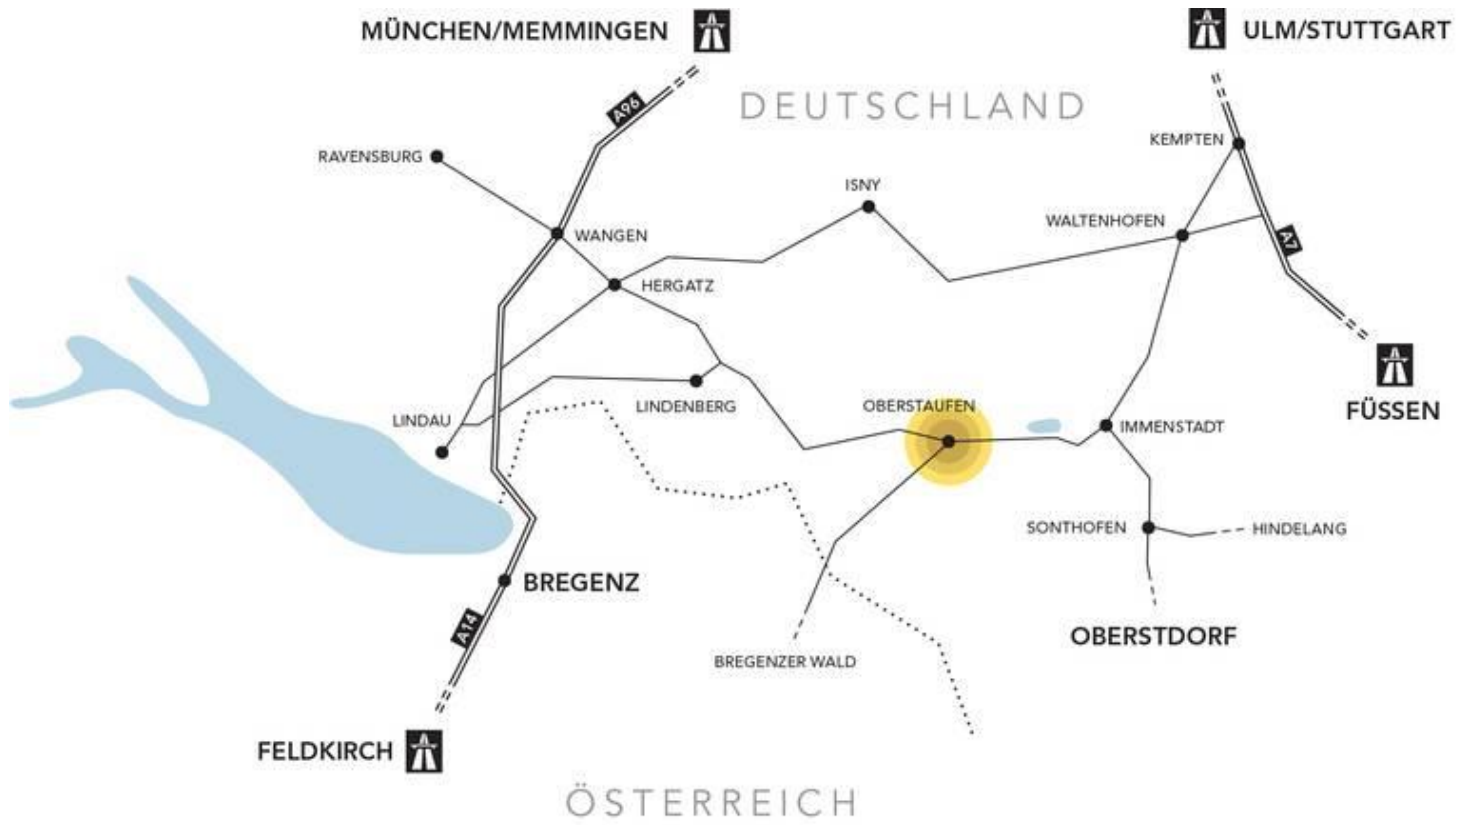 MÜNCHEN/MEMMINGEN
ULM/STUTTGART
A96
DEUTSCHLAND
KEMPTEN
RAVENSBURG
ISNY
WALTENHOFEN
WANGEN
A7
HERGATZ
LINDENBERG
OBERSTAUFEN
FÜSSEN
LINDAU
IMMENSTADT
SONTHOFEN
HINDELANG
BREGENZ
A14
OBERSTDORF
BREGENZER WALD
FELDKIRCH
ÖSTERREICH